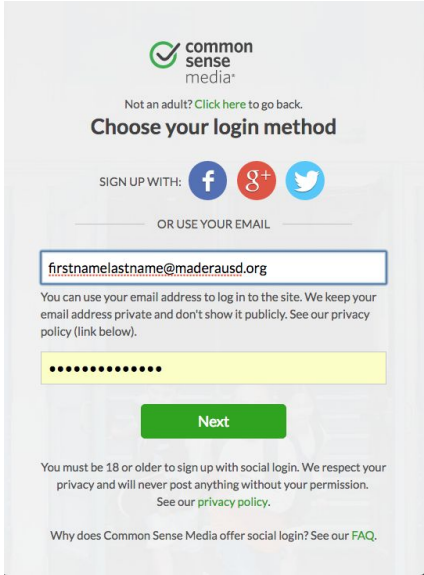 common
sense
media®
Not an adult? Click here to go back.
Choose your login method
SIGN UP WITH: f g+
OR USE YOUR EMAIL
firstnamelastname@maderausd.org
You can use your email address to log in to the site. We keep your
email address private and don't show it publicly. See our privacy
policy (link below).
••••••••••••••
Next
You must be 18 or older to sign up with social login. We respect your
privacy and will never post anything without your permission.
See our privacy policy.
Why does Common Sense Media offer social login? See our FAQ.